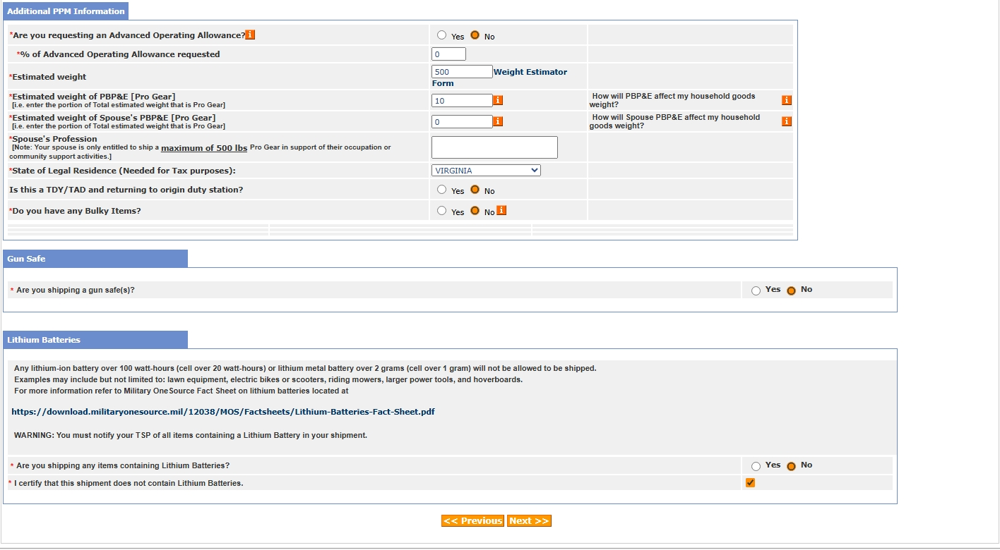 Additional PPM Information
*Are you requesting an Advanced Operating Allowance? i Yes No
*% of Advanced Operating Allowance requested 0
*Estimated weight 500 Weight Estimator
Form
*Estimated weight of PBP&E [Pro Gear]
[i.e. enter the portion of Total estimated weight that is Pro Gear] 10 i How will PBP&E affect my household goods
weight? i
*Estimated weight of Spouse's PBP&E [Pro Gear]
[i.e. enter the portion of Total estimated weight that is Pro Gear] 0 i How will Spouse PBP&E affect my household
goods weight? i
*Spouse's Profession
[Note: Your spouse is only entitled to ship a maximum of 500 lbs Pro Gear in support of their occupation or
community support activities.]
*State of Legal Residence (Needed for Tax purposes): VIRGINIA
Is this a TDY/TAD and returning to origin duty station? Yes No
*Do you have any Bulky Items? Yes No i
Gun Safe
* Are you shipping a gun safe(s)? Yes No
Lithium Batteries
Any lithium-ion battery over 100 watt-hours (cell over 20 watt-hours) or lithium metal battery over 2 grams (cell over 1 gram) will not be allowed to be shipped.
Examples may include but not limited to: lawn equipment, electric bikes or scooters, riding mowers, larger power tools, and hoverboards.
For more information refer to Military OneSource Fact Sheet on lithium batteries located at
https://download.militaryonesource.mil/12038/MOS/Factsheets/Lithium-Batteries-Fact-Sheet.pdf
WARNING: You must notify your TSP of all items containing a Lithium Battery in your shipment.
* Are you shipping any items containing Lithium Batteries? Yes No
* I certify that this shipment does not contain Lithium Batteries.
<< Previous Next >>